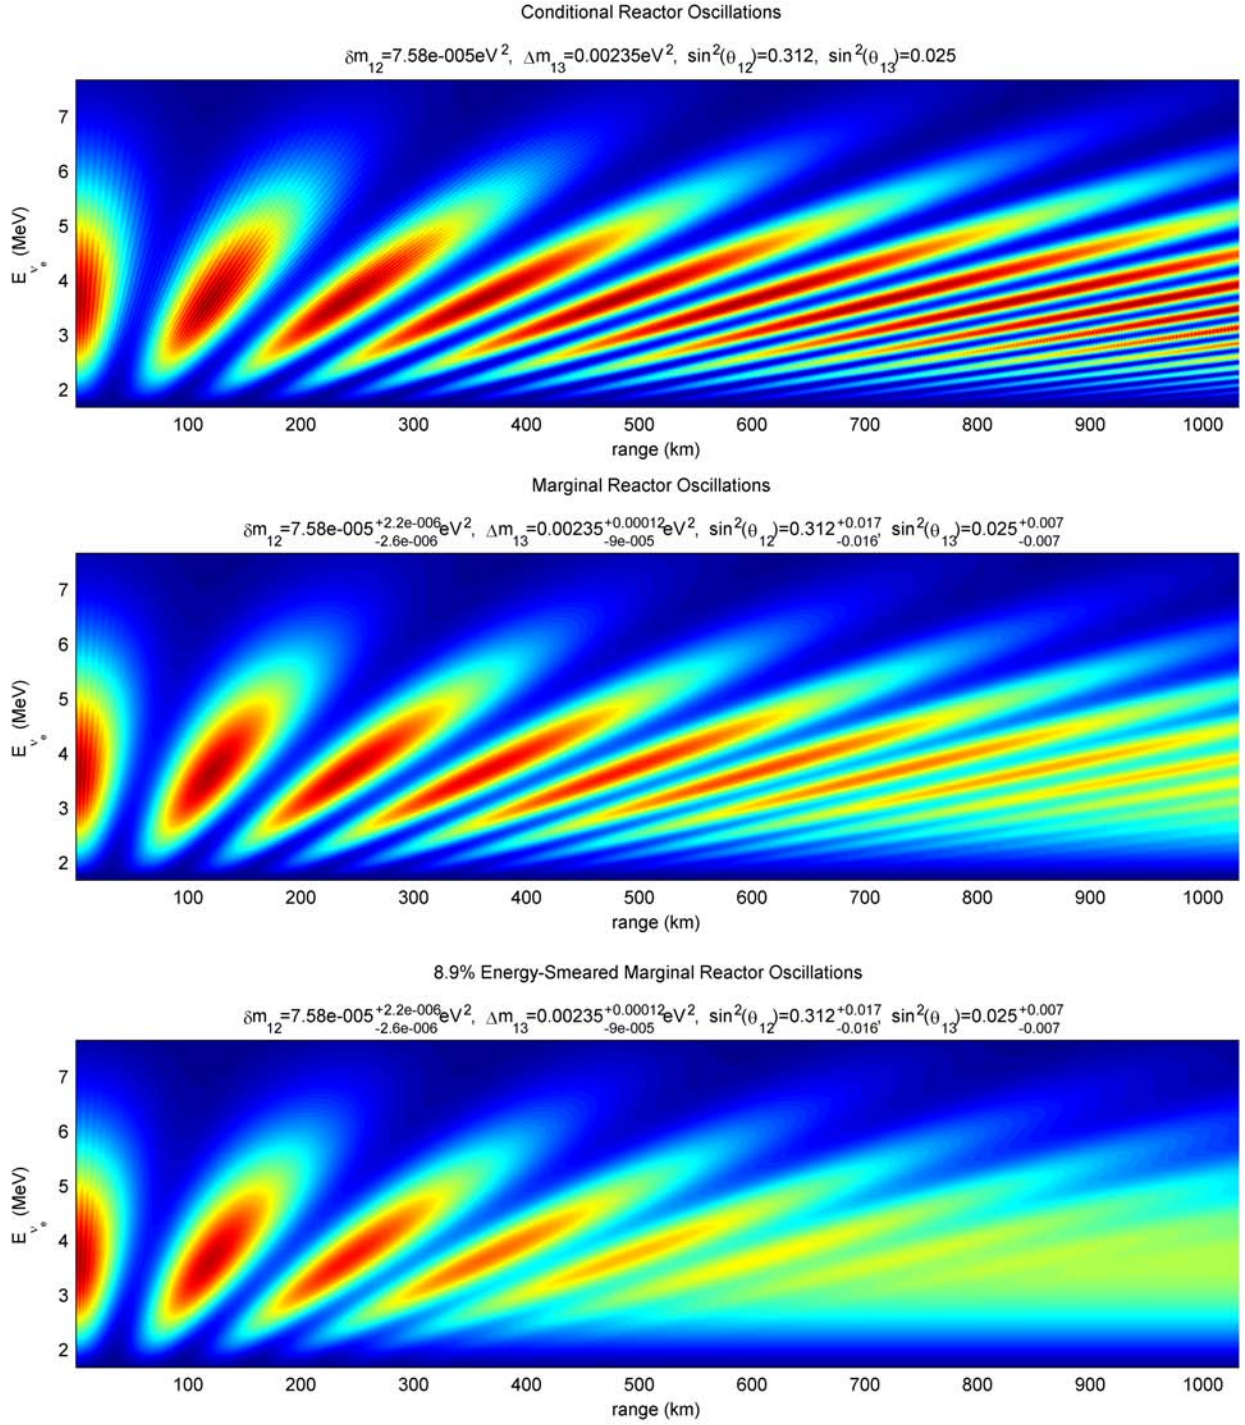 Conditional Reactor Oscillations
δm₁₂=7.58e-005eV², Δm₁₃=0.00235eV², sin²(θ₁₂)=0.312, sin²(θ₁₃)=0.025
7
6
5
4
3
2
E_νe (MeV)
100 200 300 400 500 600 700 800 900 1000
range (km)
Marginal Reactor Oscillations
δm₁₂=7.58e-005+2.2e-006-2.6e-006eV², Δm₁₃=0.00235+0.00012-9e-005eV², sin²(θ₁₂)=0.312+0.017-0.016, sin²(θ₁₃)=0.025+0.007-0.007
7
6
5
4
3
2
E_νe (MeV)
100 200 300 400 500 600 700 800 900 1000
range (km)
8.9% Energy-Smeared Marginal Reactor Oscillations
δm₁₂=7.58e-005+2.2e-006-2.6e-006eV², Δm₁₃=0.00235+0.00012-9e-005eV², sin²(θ₁₂)=0.312+0.017-0.016, sin²(θ₁₃)=0.025+0.007-0.007
7
6
5
4
3
2
E_νe (MeV)
100 200 300 400 500 600 700 800 900 1000
range (km)